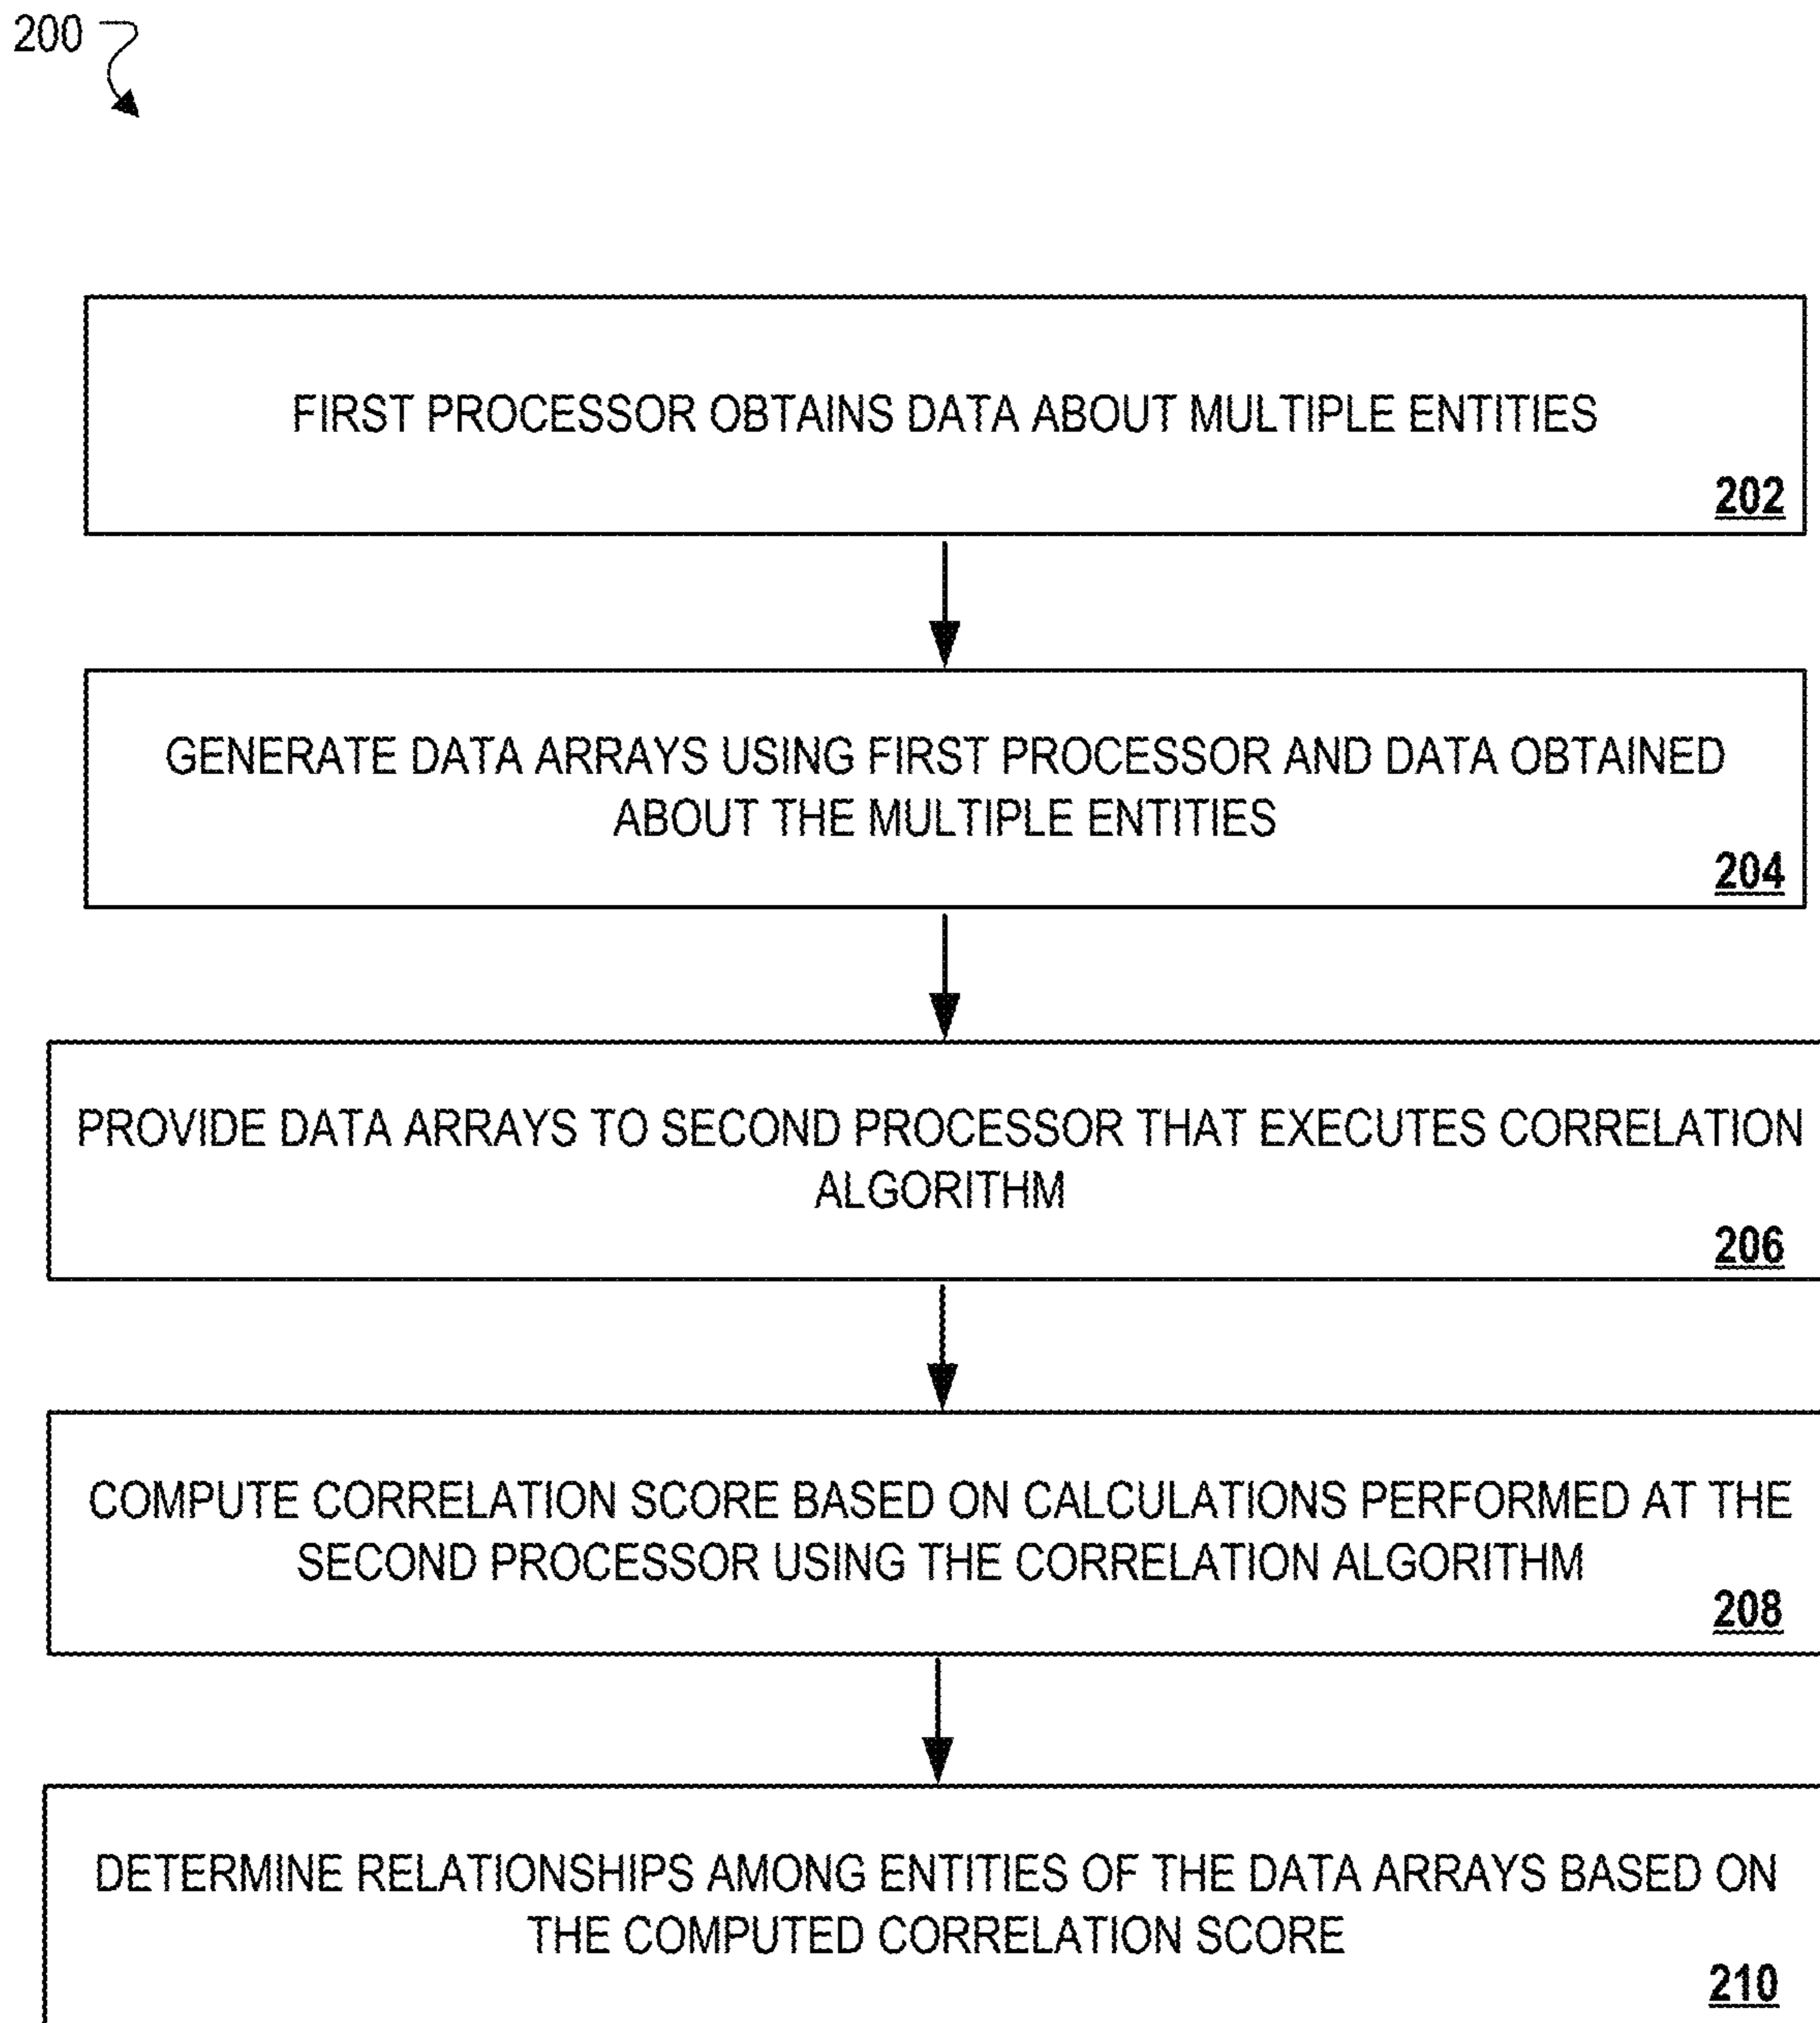 200
FIRST PROCESSOR OBTAINS DATA ABOUT MULTIPLE ENTITIES
202
GENERATE DATA ARRAYS USING FIRST PROCESSOR AND DATA OBTAINED
ABOUT THE MULTIPLE ENTITIES
204
PROVIDE DATA ARRAYS TO SECOND PROCESSOR THAT EXECUTES CORRELATION
ALGORITHM
206
COMPUTE CORRELATION SCORE BASED ON CALCULATIONS PERFORMED AT THE
SECOND PROCESSOR USING THE CORRELATION ALGORITHM
208
DETERMINE RELATIONSHIPS AMONG ENTITIES OF THE DATA ARRAYS BASED ON
THE COMPUTED CORRELATION SCORE
210